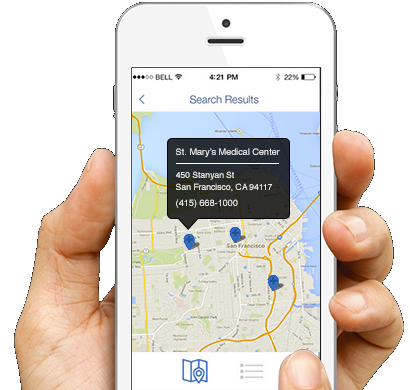 BELL 4:21 PM 22%
Search Results
St. Mary's Medical Center
450 Stanyan St
San Francisco, CA 94117
(415) 668-1000
San Francisco